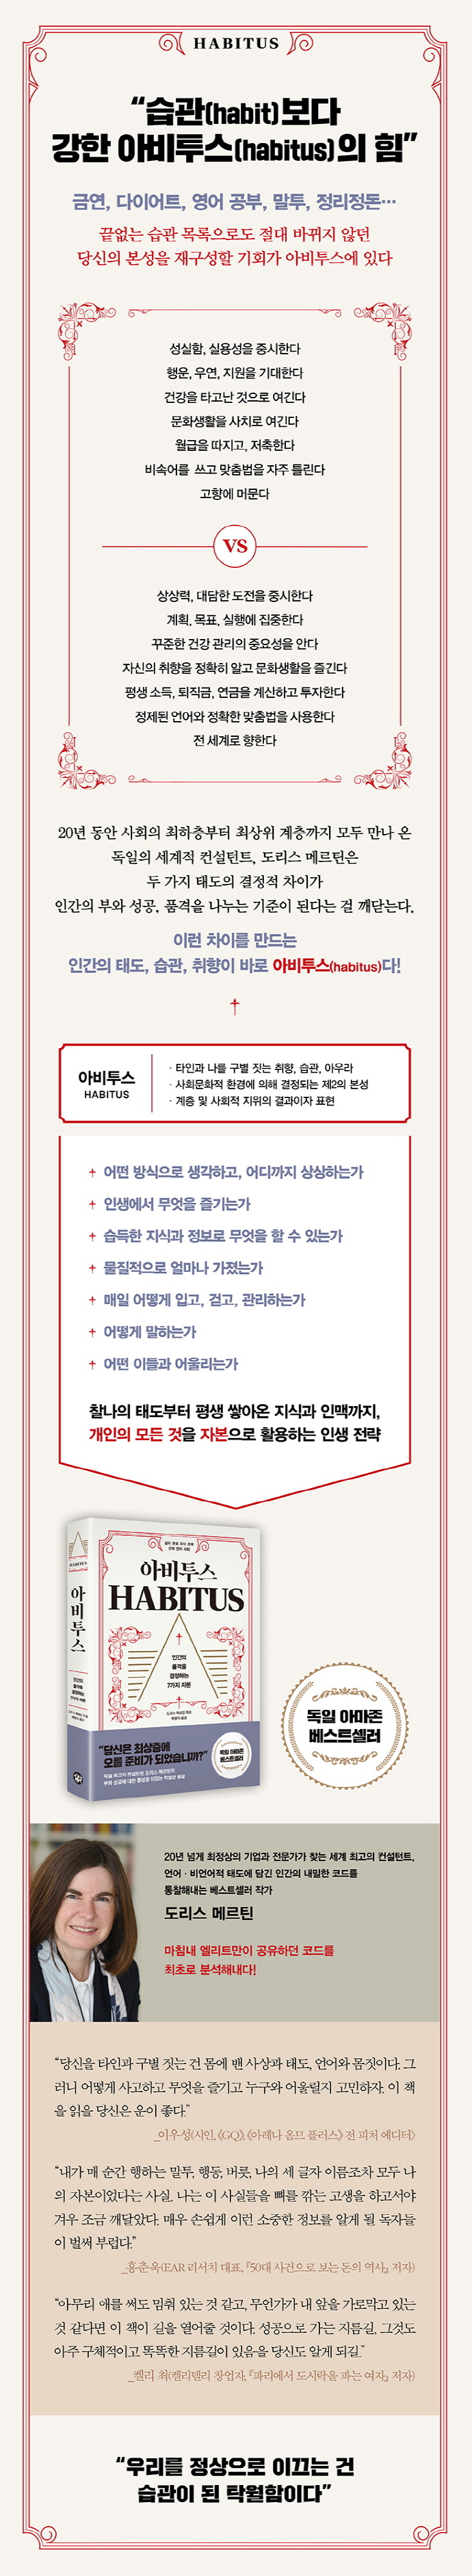 HABITUS
“습관(habit)보다
강한 아비투스(habitus)의 힘”
금연, 다이어트, 영어 공부, 말투, 정리정돈…
끝없는 습관 목록으로도 절대 바뀌지 않던
당신의 본성을 재구성할 기회가 아비투스에 있다
성실함, 실용성을 중시한다
행운, 우연, 지원을 기대한다
건강을 타고난 것으로 여긴다
문화생활을 사치로 여긴다
월급을 따지고, 저축한다
비속어를 쓰고 맞춤법을 자주 틀린다
고향에 머문다
VS
상상력, 대담한 도전을 중시한다
계획, 목표, 실행에 집중한다
꾸준한 건강 관리의 중요성을 안다
자신의 취향을 정확히 알고 문화생활을 즐긴다
평생 소득, 퇴직금, 연금을 계산하고 투자한다
정제된 언어와 정확한 맞춤법을 사용한다
전 세계로 향한다
20년 동안 사회의 최하층부터 최상위 계층까지 모두 만나 온
독일의 세계적 컨설턴트, 도리스 메르틴은
두 가지 태도의 결정적 차이가
인간의 부와 성공, 품격을 나누는 기준이 된다는 걸 깨닫는다.
이런 차이를 만드는
인간의 태도, 습관, 취향이 바로 아비투스(habitus)다!
아비투스
HABITUS
· 타인과 나를 구별 짓는 취향, 습관, 아우라
· 사회문화적 환경에 의해 결정되는 제2의 본성
· 계층 및 사회적 지위의 결과이자 표현
어떤 방식으로 생각하고, 어디까지 상상하는가
인생에서 무엇을 즐기는가
습득한 지식과 정보로 무엇을 할 수 있는가
물질적으로 얼마나 가졌는가
매일 어떻게 입고, 걷고, 관리하는가
어떻게 말하는가
어떤 이들과 어울리는가
찰나의 태도부터 평생 쌓아온 지식과 인맥까지,
개인의 모든 것을 자본으로 활용하는 인생 전략
아비투스
HABITUS
인간의
품격을
결정하는
7가지 자본
“당신은 최상층에
오를 준비가 되었습니까?”
독일 아마존
베스트셀러
HABITUS
아비투스
독일 아마존
베스트셀러
20년 넘게 최정상의 기업과 전문가가 찾는 세계 최고의 컨설턴트,
언어 · 비언어적 태도에 담긴 인간의 내밀한 코드를
통찰해내는 베스트셀러 작가
도리스 메르틴
마침내 엘리트만이 공유하던 코드를
최초로 분석해내다!
“당신을 타인과 구별 짓는 건 몸에 밴 사상과 태도, 언어와 몸짓이다. 그
러니 어떻게 사고하고 무엇을 즐기고 누구와 어울릴지 고민하자. 이 책
을 읽을 당신은 운이 좋다.”
_이우성(시인, 《GQ》, 《아레나 옴므 플러스》 전 피처 에디터)
“내가 매 순간 행하는 말투, 행동, 버릇, 나의 세 글자 이름조차 모두 나
의 자본이었다는 사실. 나는 이 사실들을 뼈를 깎는 고생을 하고서야
겨우 조금 깨달았다. 매우 손쉽게 이런 소중한 정보를 알게 될 독자들
이 벌써 부럽다.”
_홍춘욱(EAR 리서치 대표, 『50대 사건으로 보는 돈의 역사』 저자)
“아무리 애를 써도 멈춰 있는 것 같고, 무언가가 내 앞을 가로막고 있는
것 같다면 이 책이 길을 열어줄 것이다. 성공으로 가는 지름길, 그것도
아주 구체적이고 똑똑한 지름길이 있음을 당신도 알게 되길.”
_켈리 최(켈리델리 창업자, 『파리에서 도시락을 파는 여자』 저자)
“우리를 정상으로 이끄는 건
습관이 된 탁월함이다”